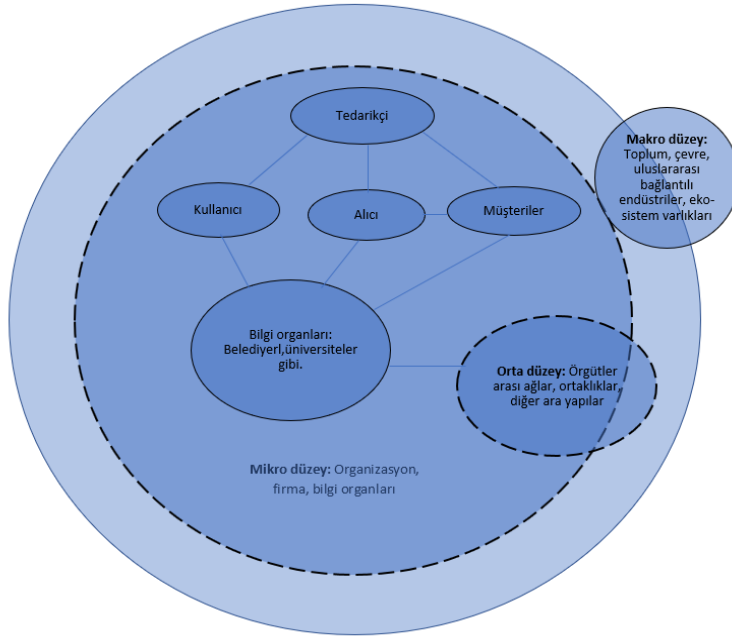 Tedarikçi
Makro düzey:
Toplum, çevre,
uluslararası
bağlantılı
endüstriler, eko-
sistem varlıkları
Kullanıcı
Alıcı
Müşteriler
Bilgi organları:
Belediyerl,üniversiteler
gibi.
Orta düzey: Örgütler
arası ağlar, ortaklıklar,
diğer ara yapılar
Mikro düzey: Organizasyon,
firma, bilgi organları